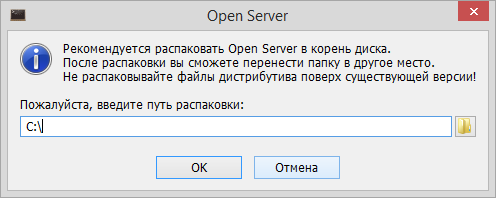 Open Server
Рекомендуется распаковать Open Server в корень диска.
После распаковки вы сможете перенести папку в другое место.
Не распаковывайте файлы дистрибутива поверх существующей версии!
Пожалуйста, введите путь распаковки:
C:\
OK
Отмена